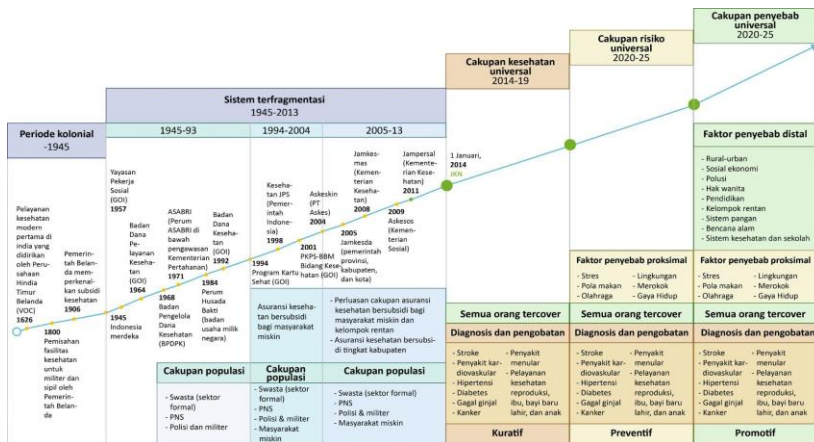 Cakupan kesehatan
universal
2014-19
Cakupan risiko
universal
2020-25
Cakupan penyebab
universal
2020-25
Periode kolonial
-1945
Sistem terfragmentasi
1945-2013
1945-93
1994-2004
2005-13
Pelayanan
kesehatan
modern
pertama di
india yang
didirikan
oleh Peru-
sahaan
Hindia
Timur
Belanda
(VOC)
1626
1800
Pemisahan
fasilitas
kesehatan
untuk
militer dan
sipil oleh
Pemerin-
tah Belan-
da
Pemerin-
tah Belan-
da mem-
perkenal-
kan subsidi
kesehatan
1906
1945
Indonesia
merdeka
Yayasan
Pekerja
Sosial
(GOI)
1957
Badan
Dana
Pe-
layanan
Keseha-
tan
(GOI)
1964
1968
Badan
Pengelola
Dana
Kesehatan
(BPDPK)
ASABRI
(Perum
ASABRI di
bawah
pengawasan
Kementerian
Pertahanan)
1971
1984
Perum
Husada
Bakti
(badan
usaha milik
negara)
Badan
Dana
Keseha-
tan
(GOI)
1992
1994
Program Kartu
Sehat (GOI)
Keseha-
tan JPS
(Pemer-
intah
Indone-
sia)
1998
2001
PKPS-BBM
Bidang Kese-
hatan (GOI)
Askeskin
(PT
Askes)
2004
2005
Jamkesda
(pemerintah
provinsi,
kabupaten,
dan kota)
Jamkes-
mas
(Kemen-
terian
Keseha-
tan)
2008
2009
Askesos
(Kementerian
Sosial)
Jampersal
(Kemente-
rian Kese-
hatan)
2011
1 Januari,
2014
JKN
Asuransi keseha-
tan bersubsidi
bagi masyarakat
miskin
- Perluasan cakupan asuransi
kesehatan bersubsidi bagi
masyarakat miskin dan
kelompok rentan
- Asuransi kesehatan bersubsi-
di tingkat kabupaten
Cakupan populasi
- Swasta (sektor
formal)
- PNS
- Polisi dan militer
Cakupan
populasi
- Swasta (sektor
formal)
- PNS
- Polisi & militer
- Masyarakat
miskin
Cakupan populasi
- Swasta (sektor formal)
- PNS
- Polisi & militer
- Masyarakat miskin
Semua orang tercover
Diagnosis dan pengobatan
- Stroke
- Penyakit kar-
diovaskular
- Hipertensi
- Diabetes
- Gagal ginjal
- Kanker
- Penyakit
menular
- Pelayanan
kesehatan
reproduksi,
ibu, bayi baru
lahir, dan anak
Kuratif
Faktor penyebab proksimal
- Stres
- Pola makan
- Olahraga
- Lingkungan
- Merokok
- Gaya Hidup
Semua orang tercover
Diagnosis dan pengobatan
- Stroke
- Penyakit kar-
diovaskular
- Hipertensi
- Diabetes
- Gagal ginjal
- Kanker
- Penyakit
menular
- Pelayanan
kesehatan
reproduksi,
ibu, bayi baru
lahir, dan anak
Preventif
Faktor penyebab distal
- Rural-urban
- Sosial ekonomi
- Polusi
- Hak wanita
- Pendidikan
- Kelompok rentan
- Sistem pangan
- Bencana alam
- Sistem kesehatan dan sekolah
Faktor penyebab proksimal
- Stres
- Pola makan
- Olahraga
- Lingkungan
- Merokok
- Gaya Hidup
Semua orang tercover
Diagnosis dan pengobatan
- Stroke
- Penyakit kar-
diovaskular
- Hipertensi
- Diabetes
- Gagal ginjal
- Kanker
- Penyakit
menular
- Pelayanan
kesehatan
reproduksi,
ibu, bayi baru
lahir, dan anak
Promotif